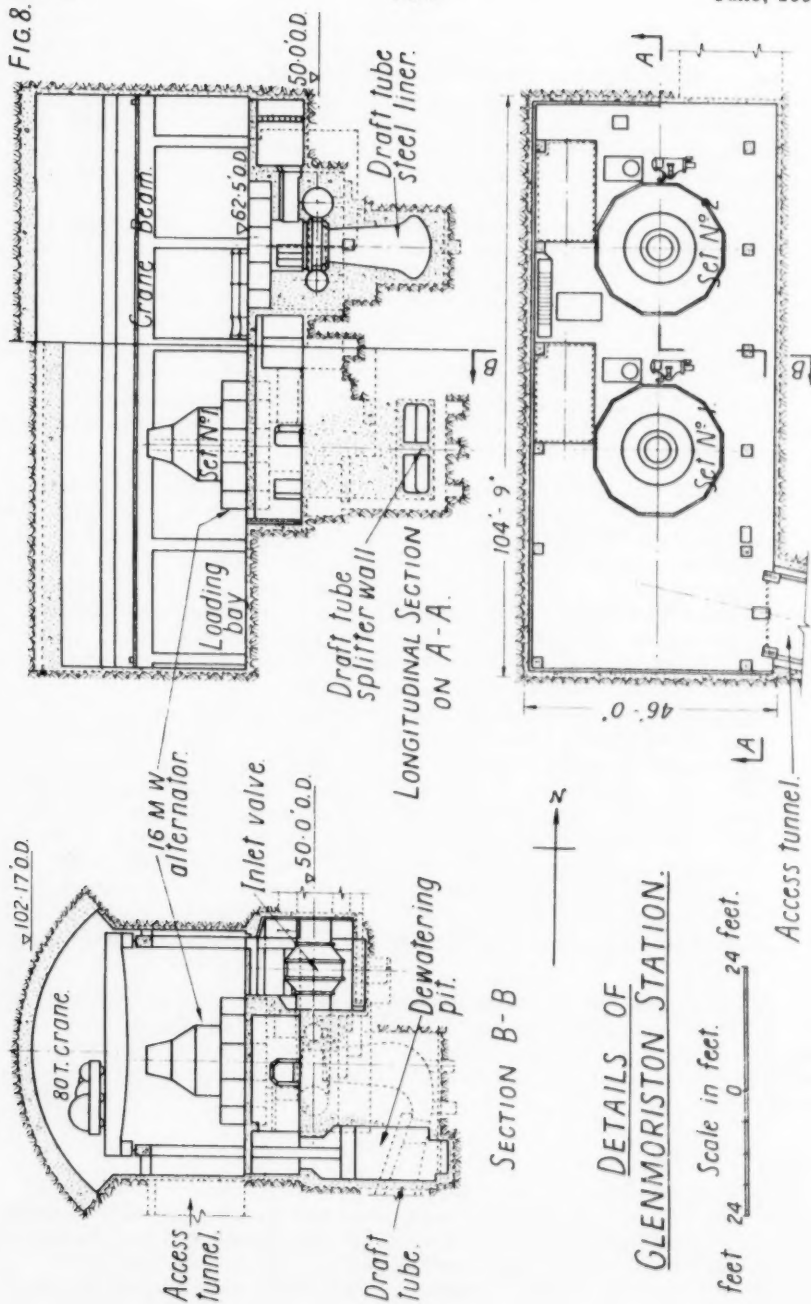 FIG. 8.
80 T. CRANE.
▽ 102·17' O.D.
Access
tunnel.
16 M W
alternator.
Inlet valve.
▽ 50·0' O.D.
Draft
tube.
Dewatering
pit.
SECTION B-B
Crane Beam
▽ 62·5' O.D.
50·0' O.D.
▽
Set Nº 1.
Loading
bay
Draft tube
splitter wall
Draft tube
steel liner.
B
LONGITUDINAL SECTION
ON A-A.
N
DETAILS OF
GLENMORISTON STATION.
Scale in feet.
feet 24 0 24 feet.
104'- 9"
46'- 0"
A
A
Set Nº 1.
Set Nº 2
B
Access tunnel.